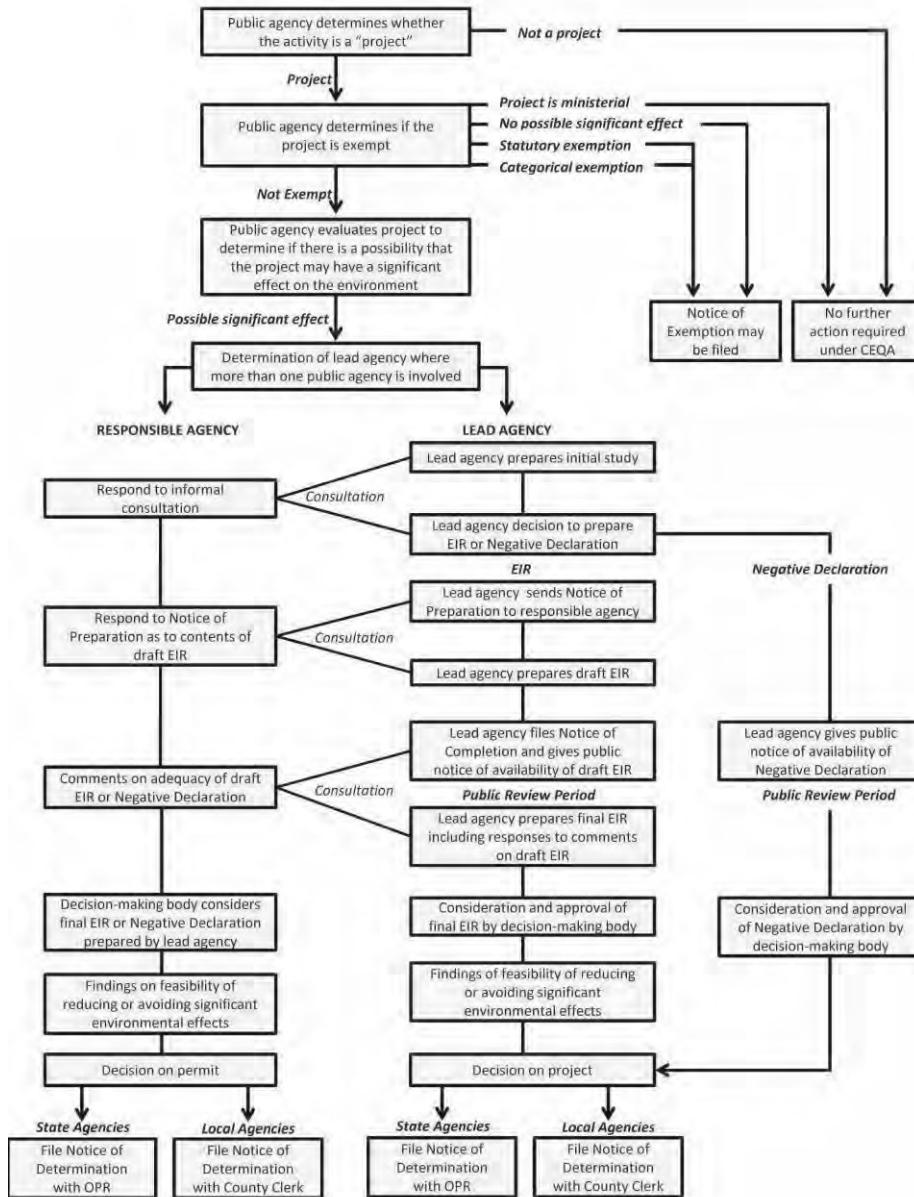 Public agency determines whether
the activity is a “project”
Not a project
Project
Public agency determines if the
project is exempt
Project is ministerial
No possible significant effect
Statutory exemption
Categorical exemption
Not Exempt
Public agency evaluates project to
determine if there is a possibility that
the project may have a significant
effect on the environment
Notice of
Exemption may
be filed
No further
action required
under CEQA
Possible significant effect
Determination of lead agency where
more than one public agency is involved
RESPONSIBLE AGENCY
LEAD AGENCY
Lead agency prepares initial study
Respond to informal
consultation
Consultation
Lead agency decision to prepare
EIR or Negative Declaration
EIR
Negative Declaration
Lead agency sends Notice of
Preparation to responsible agency
Respond to Notice of
Preparation as to contents of
draft EIR
Consultation
Lead agency prepares draft EIR
Lead agency files Notice of
Completion and gives public
notice of availability of draft EIR
Lead agency gives public
notice of availability of
Negative Declaration
Comments on adequacy of draft
EIR or Negative Declaration
Consultation
Public Review Period
Public Review Period
Lead agency prepares final EIR
including responses to comments
on draft EIR
Decision-making body considers
final EIR or Negative Declaration
prepared by lead agency
Consideration and approval of
final EIR by decision-making body
Consideration and approval
of Negative Declaration by
decision-making body
Findings on feasibility of
reducing or avoiding significant
environmental effects
Findings of feasibility of reducing
or avoiding significant
environmental effects
Decision on permit
Decision on project
State Agencies
Local Agencies
State Agencies
Local Agencies
File Notice of
Determination
with OPR
File Notice of
Determination
with County Clerk
File Notice of
Determination
with OPR
File Notice of
Determination
with County Clerk